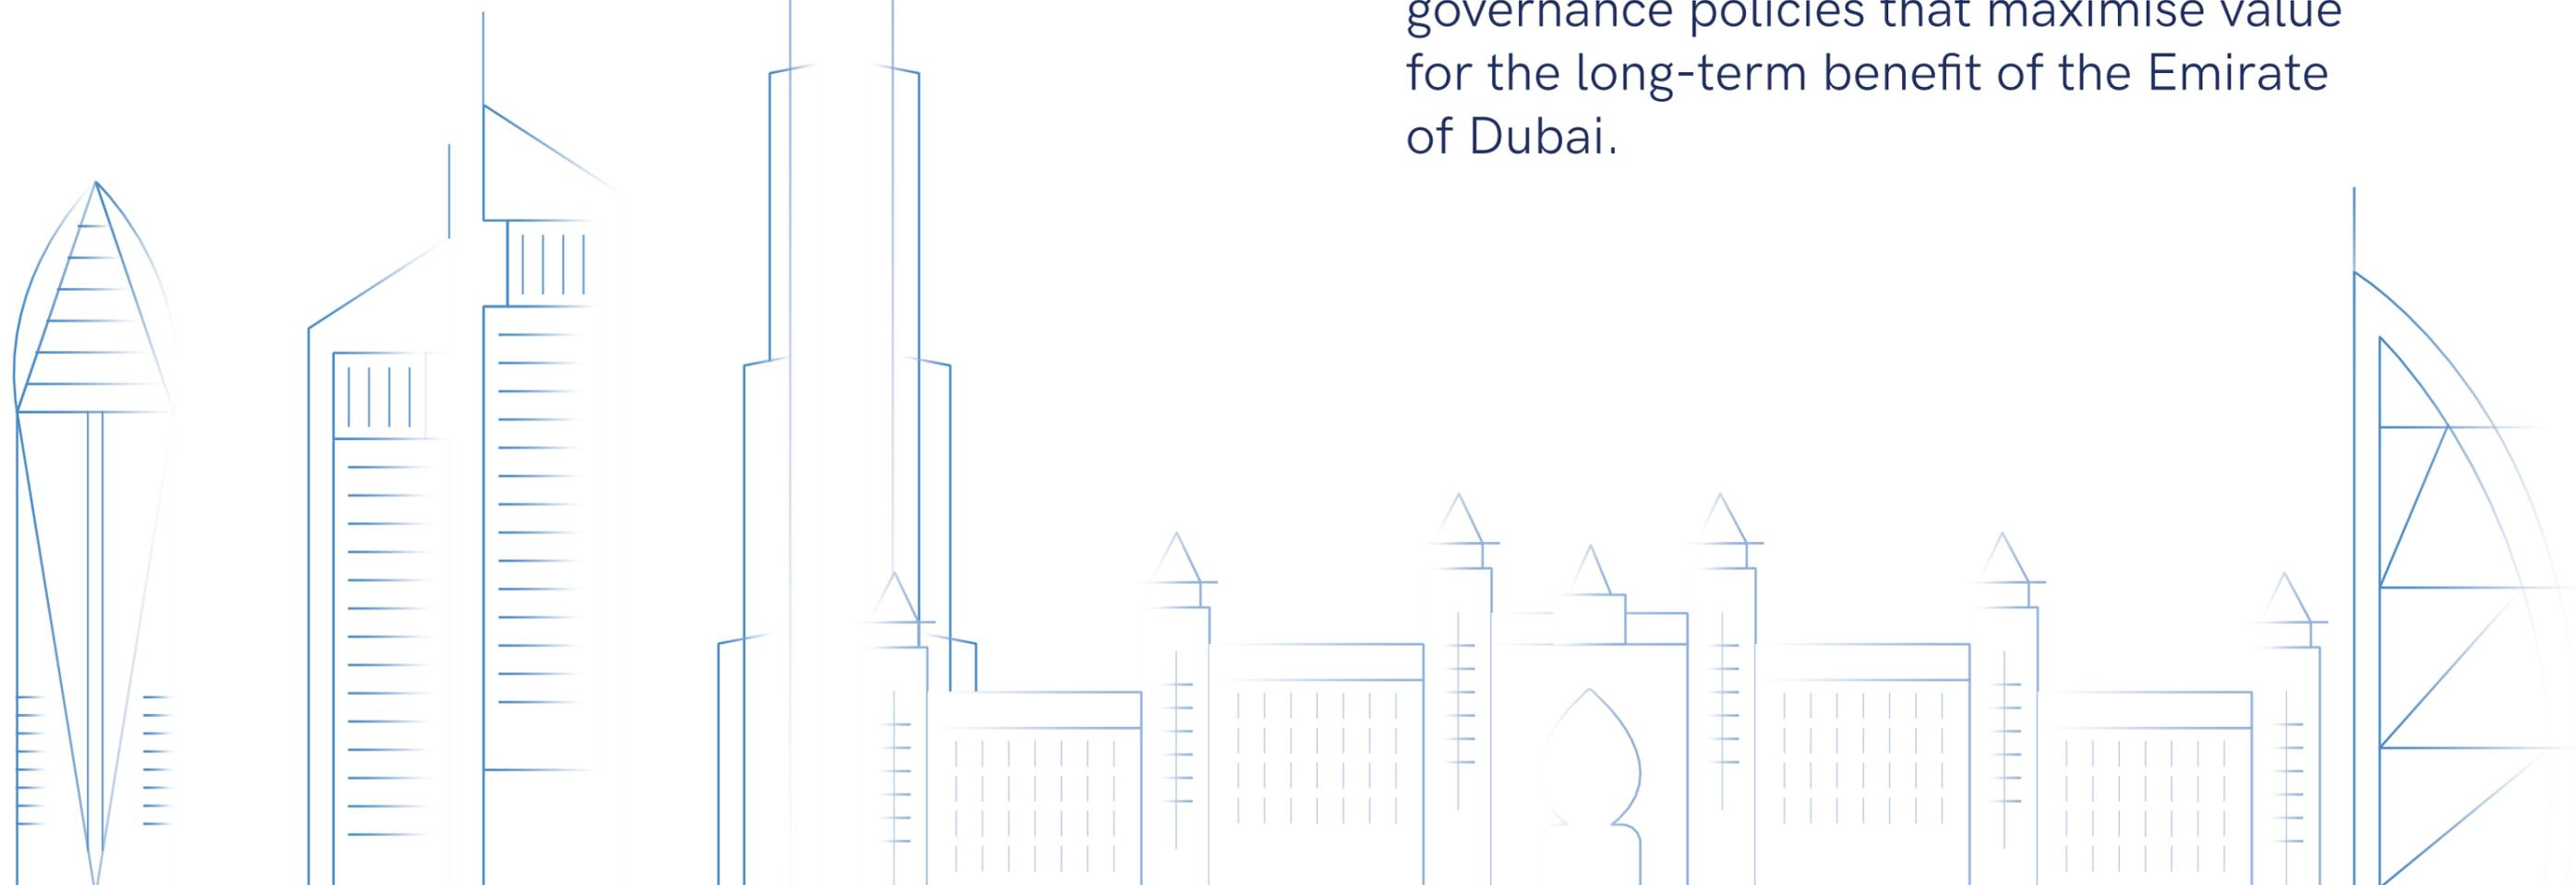 governance policies that maximise value
for the long-term benefit of the Emirate
of Dubai.